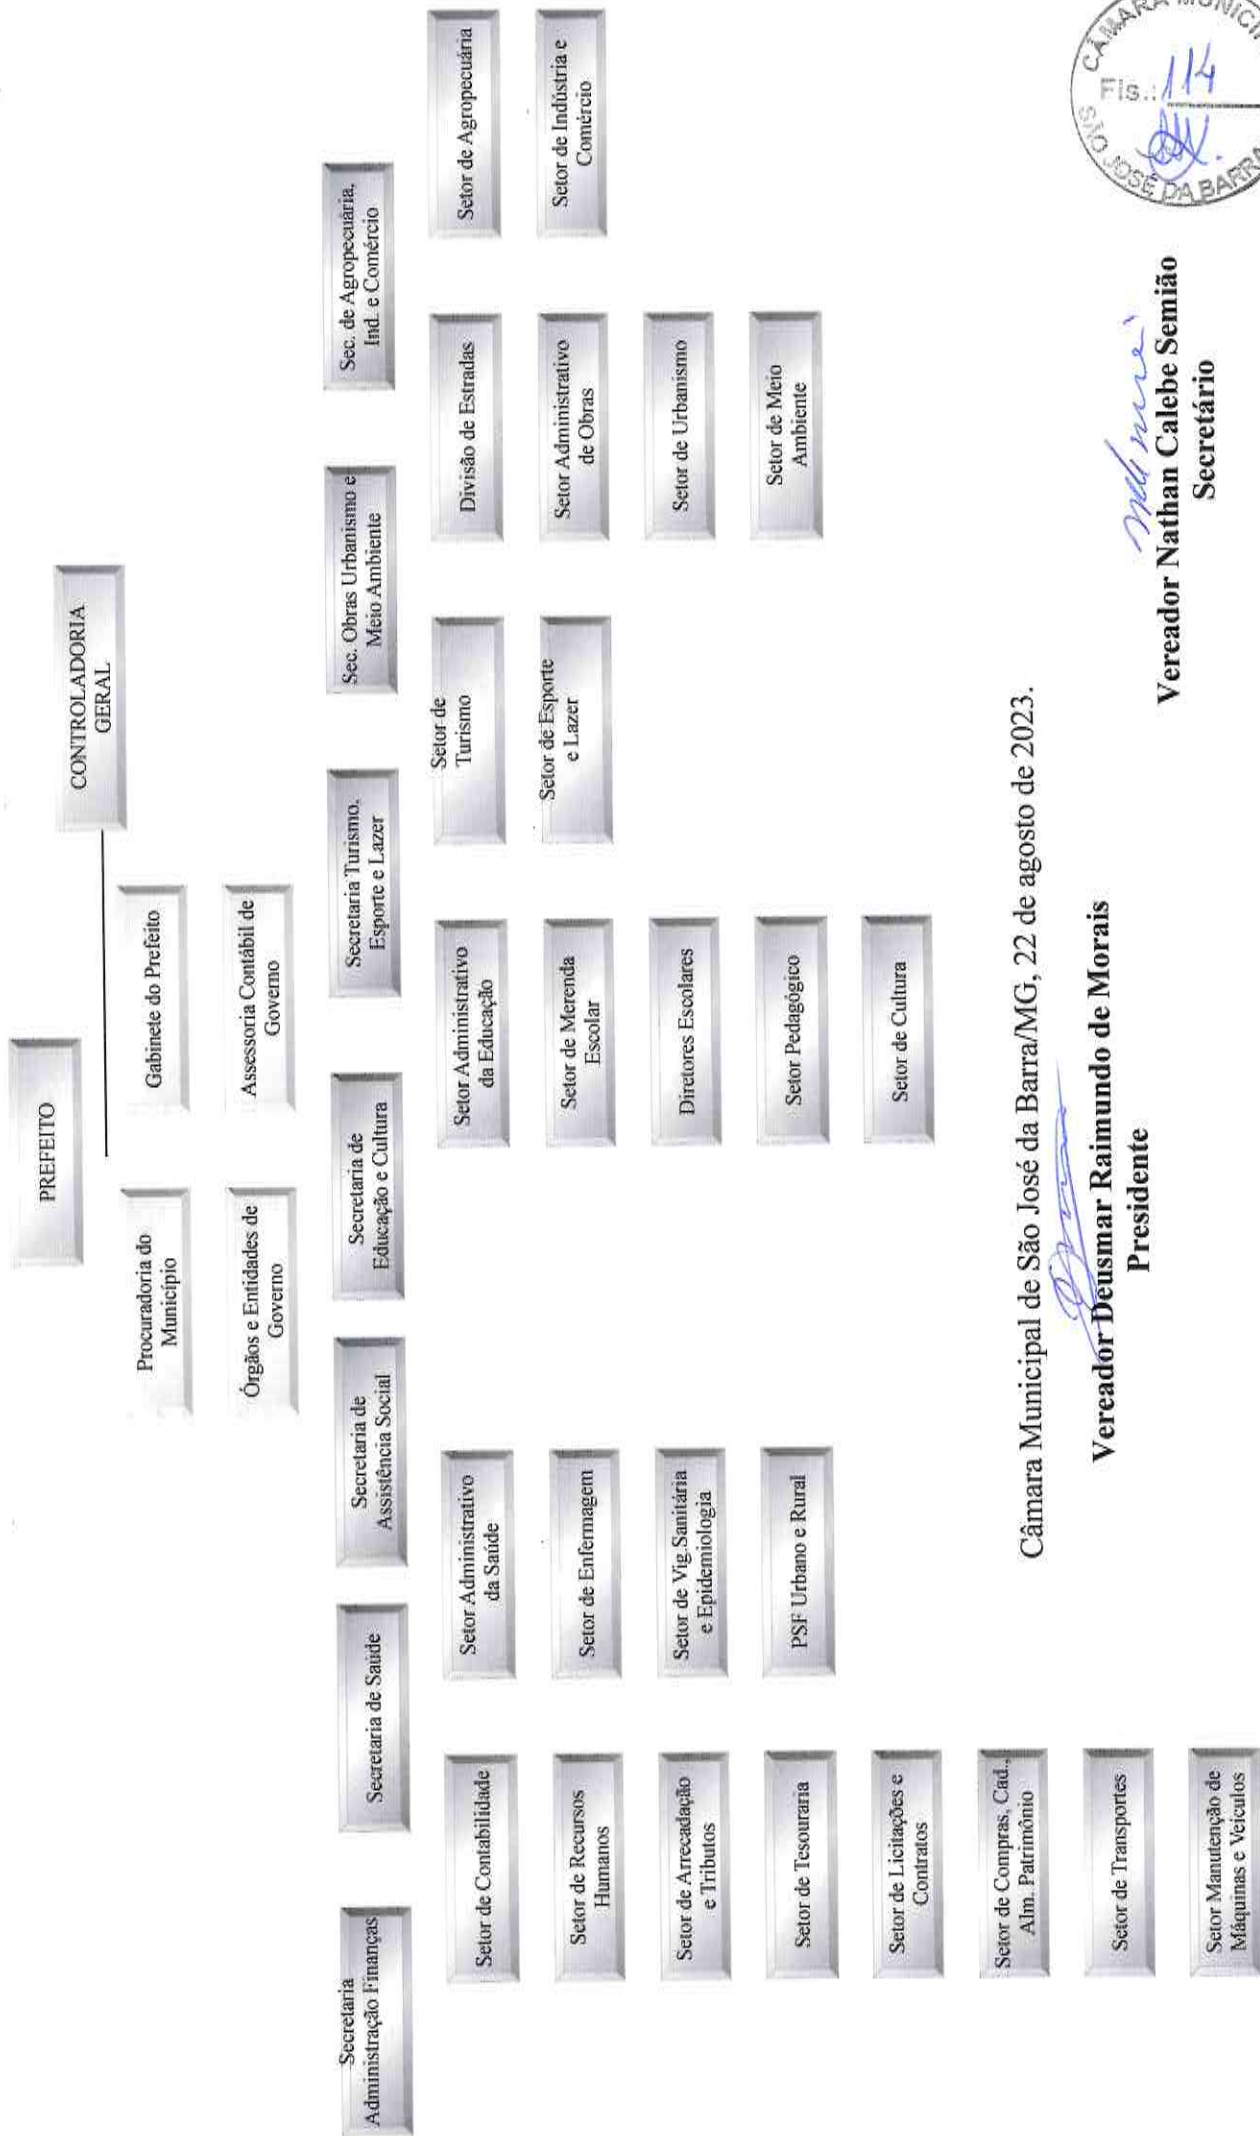 PREFEITO
CONTROLADORIA
GERAL
Procuradoria do
Município
Gabinete do Prefeito
Órgãos e Entidades de
Governo
Assessoria Contábil de
Governo
Secretaria
Administração Finanças
Secretaria de Saúde
Secretaria de
Assistência Social
Secretaria de
Educação e Cultura
Secretaria Turismo,
Esporte e Lazer
Sec. Obras Urbanismo e
Meio Ambiente
Sec. de Agropecuária,
Ind. e Comércio
Setor de Contabilidade
Setor de Recursos
Humanos
Setor de Arrecadação
e Tributos
Setor de Tesouraria
Setor de Licitações e
Contratos
Setor de Compras, Cad.,
Alm. Patrimônio
Setor de Transportes
Setor Manutenção de
Máquinas e Veículos
Setor Administrativo
da Saúde
Setor de Enfermagem
Setor de Vig.Sanitária
e Epidemiologia
PSF Urbano e Rural
Setor Administrativo
da Educação
Setor de Merenda
Escolar
Diretores Escolares
Setor Pedagógico
Setor de Cultura
Setor de
Turismo
Setor de Esporte
e Lazer
Divisão de Estradas
Setor Administrativo
de Obras
Setor de Urbanismo
Setor de Meio
Ambiente
Setor de Agropecuária
Setor de Indústria e
Comércio
Câmara Municipal de São José da Barra/MG, 22 de agosto de 2023.
Vereador Deusmar Raimundo de Morais
Presidente
Vereador Nathan Calebe Semião
Secretário
CÂMARA MUNICI
Fls.: 114
SÃO JOSÉ DA BARRA